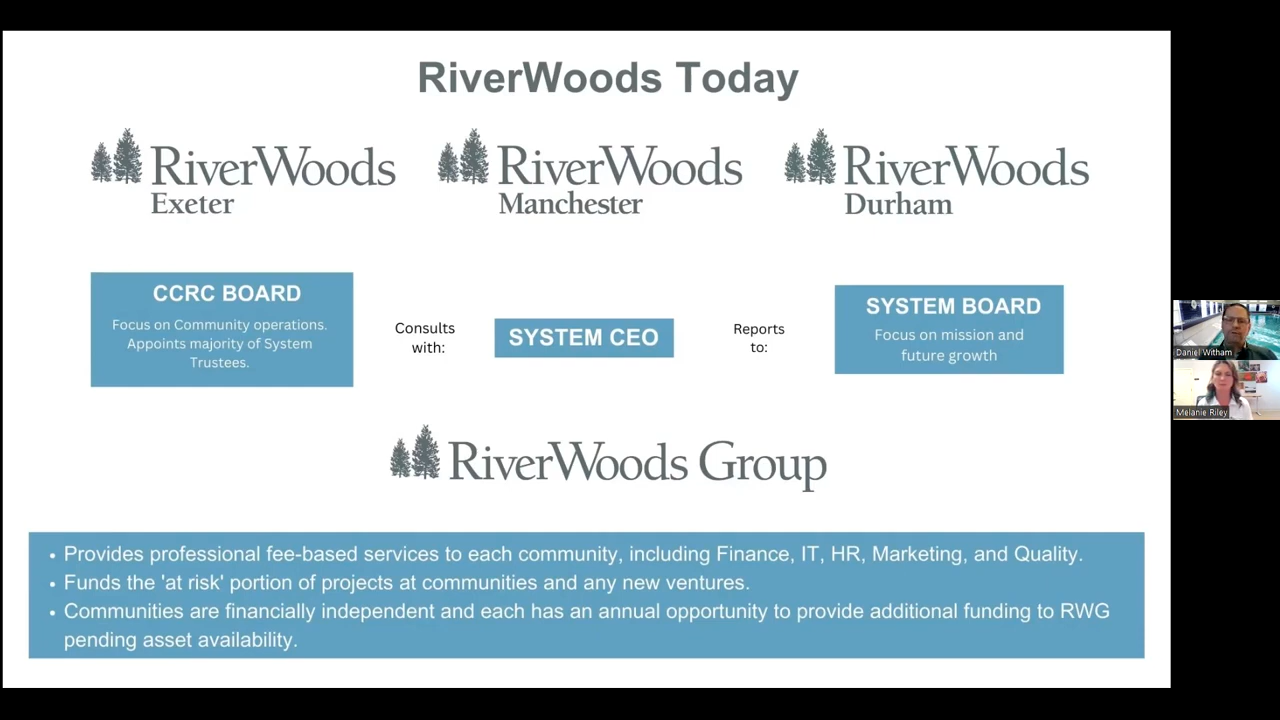 RiverWoods Today
RiverWoods
Exeter
RiverWoods
Manchester
RiverWoods
Durham
CCRC BOARD
Focus on Community operations.
Appoints majority of System
Trustees.
Consults
with:
SYSTEM CEO
Reports
to:
SYSTEM BOARD
Focus on mission and
future growth
RiverWoods Group
• Provides professional fee-based services to each community, including Finance, IT, HR, Marketing, and Quality.
• Funds the 'at risk' portion of projects at communities and any new ventures.
• Communities are financially independent and each has an annual opportunity to provide additional funding to RWG
pending asset availability.
Daniel Witham
Melanie Riley